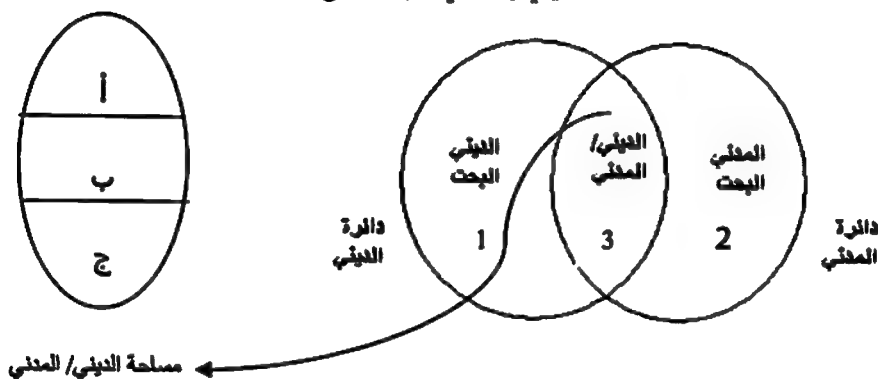 أ
ب
ج
الديني
البحت
1
الديني/
المدني
3
المدني
البحت
2
دائرة
الديني
دائرة
المدني
مساحة الديني/ المدني